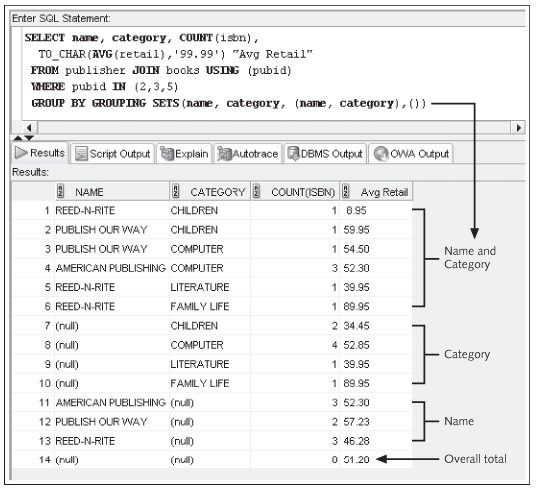 Enter SQL Statement:
SELECT name, category, COUNT(isbn),
TO_CHAR(AVG(retail),'99.99') "Avg Retail"
FROM publisher JOIN books USING (pubid)
WHERE pubid IN (2,3,5)
GROUP BY GROUPING SETS(name, category, (name, category),())
Results Script Output Explain Autotrace DBMS Output OWA Output
Results:
NAME CATEGORY COUNT(ISBN) Avg Retail
1 REED-N-RITE CHILDREN 1 8.95
2 PUBLISH OUR WAY CHILDREN 1 59.95
3 PUBLISH OUR WAY COMPUTER 1 54.50
4 AMERICAN PUBLISHING COMPUTER 3 52.30
5 REED-N-RITE LITERATURE 1 39.95
6 REED-N-RITE FAMILY LIFE 1 89.95
Name and
Category
7 (null) CHILDREN 2 34.45
8 (null) COMPUTER 4 52.85
9 (null) LITERATURE 1 39.95
10 (null) FAMILY LIFE 1 89.95
Category
11 AMERICAN PUBLISHING (null) 3 52.30
12 PUBLISH OUR WAY (null) 2 57.23
13 REED-N-RITE (null) 3 46.28
Name
14 (null) (null) 0 51.20 Overall total